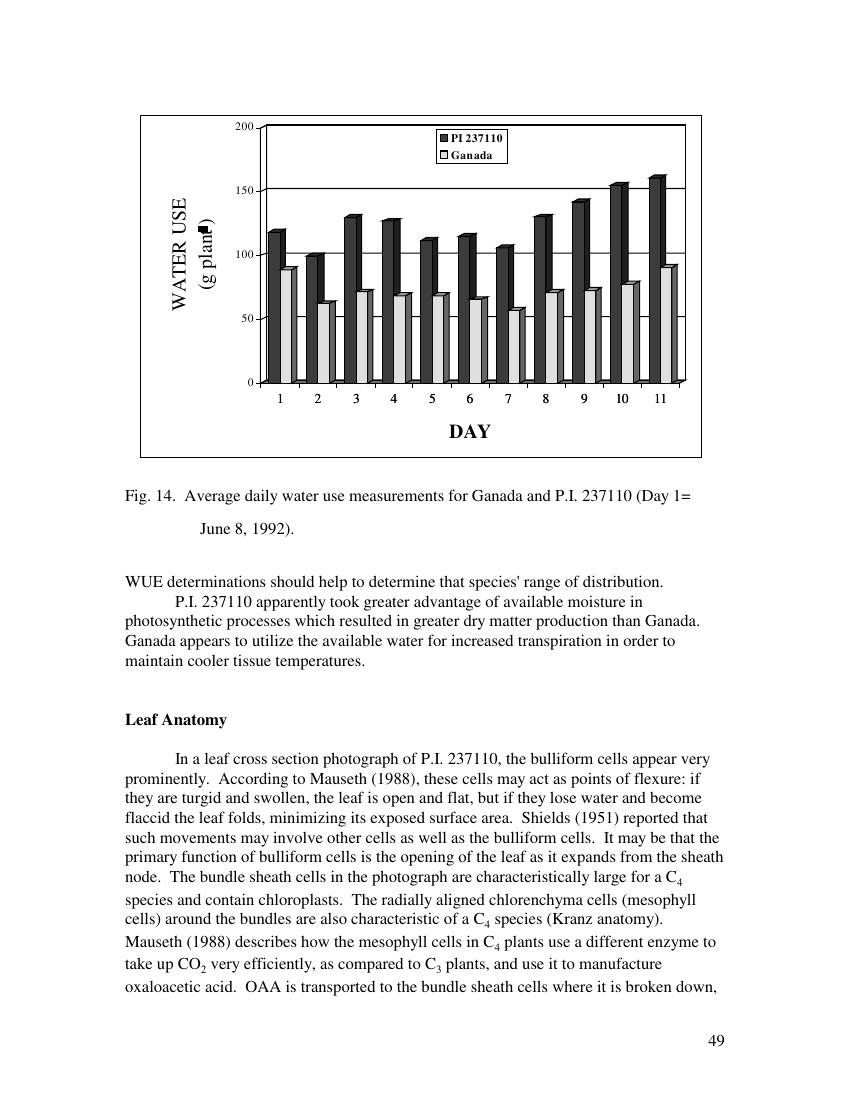 200
PI 237110
Ganada
150
WATER USE
(g plant)
100
50
0
1 2 3 4 5 6 7 8 9 10 11
DAY
Fig. 14. Average daily water use measurements for Ganada and P.I. 237110 (Day 1=
June 8, 1992).
WUE determinations should help to determine that species' range of distribution.
P.I. 237110 apparently took greater advantage of available moisture in
photosynthetic processes which resulted in greater dry matter production than Ganada.
Ganada appears to utilize the available water for increased transpiration in order to
maintain cooler tissue temperatures.
Leaf Anatomy
In a leaf cross section photograph of P.I. 237110, the bulliform cells appear very
prominently. According to Mauseth (1988), these cells may act as points of flexure: if
they are turgid and swollen, the leaf is open and flat, but if they lose water and become
flaccid the leaf folds, minimizing its exposed surface area. Shields (1951) reported that
such movements may involve other cells as well as the bulliform cells. It may be that the
primary function of bulliform cells is the opening of the leaf as it expands from the sheath
node. The bundle sheath cells in the photograph are characteristically large for a C4
species and contain chloroplasts. The radially aligned chlorenchyma cells (mesophyll
cells) around the bundles are also characteristic of a C4 species (Kranz anatomy).
Mauseth (1988) describes how the mesophyll cells in C4 plants use a different enzyme to
take up CO2 very efficiently, as compared to C3 plants, and use it to manufacture
oxaloacetic acid. OAA is transported to the bundle sheath cells where it is broken down,
49